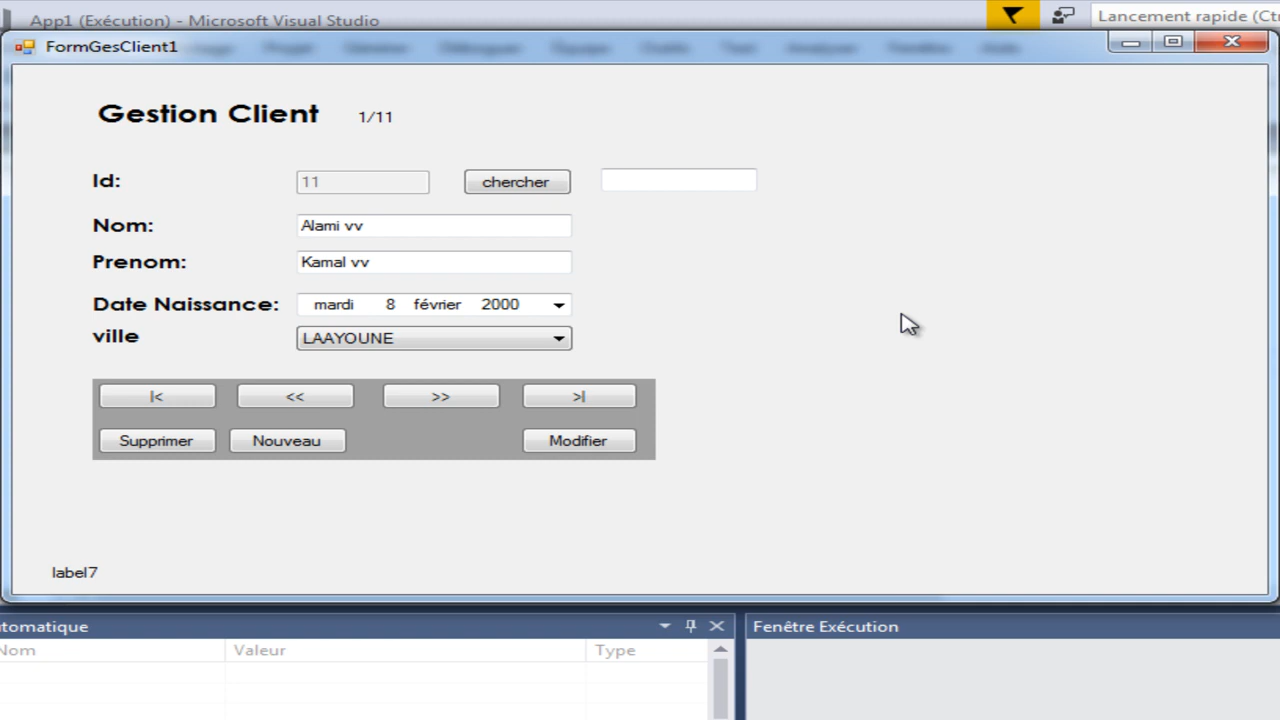 App1 (Exécution) - Microsoft Visual Studio
Lancement rapide (Ctr
FormGesClient1
Gestion Client 1/11
Id: 11 chercher
Nom: Alami vv
Prenom: Kamal vv
Date Naissance: mardi 8 février 2000
ville LAAYOUNE
|< << >> >|
Supprimer Nouveau Modifier
label7
tomatique
Fenêtre Exécution
Nom Valeur Type